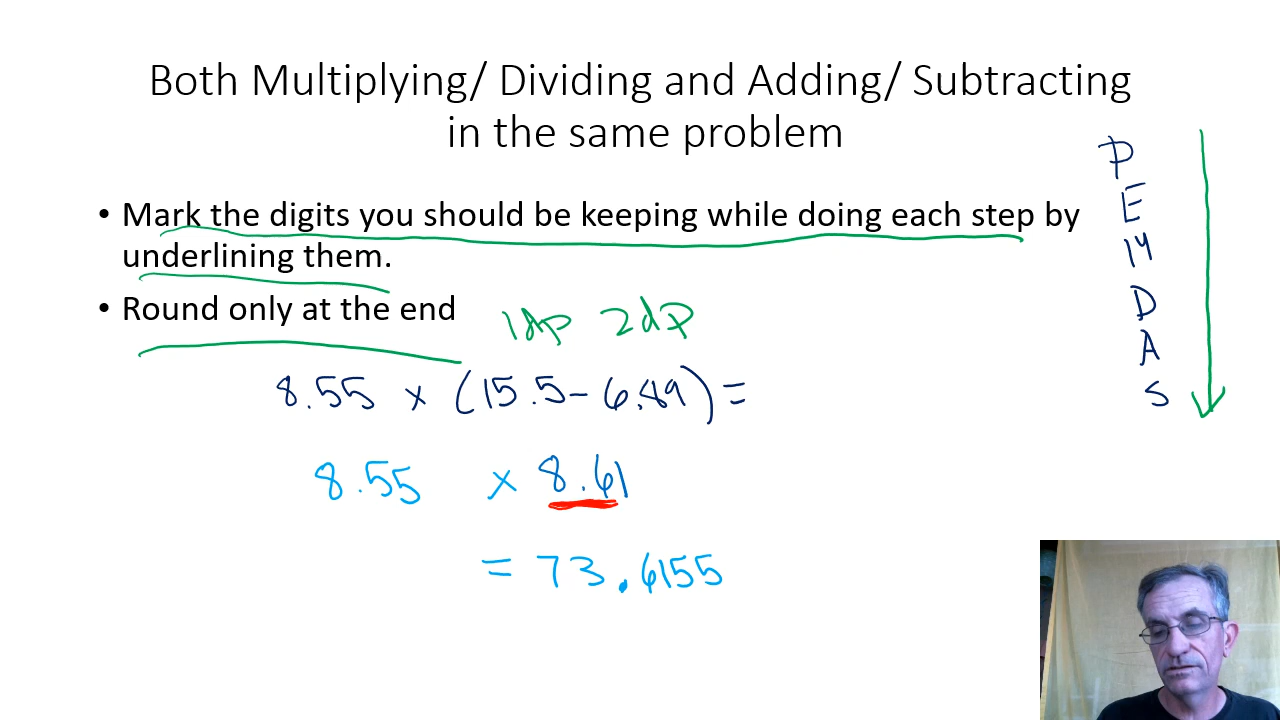 Both Multiplying/ Dividing and Adding/ Subtracting
in the same problem
• Mark the digits you should be keeping while doing each step by
underlining them.
• Round only at the end
1dp 2dp
8.55 × (15.5 - 6.89) =
8.55 × 8.61
= 73.6155
P
E
M
D
A
S